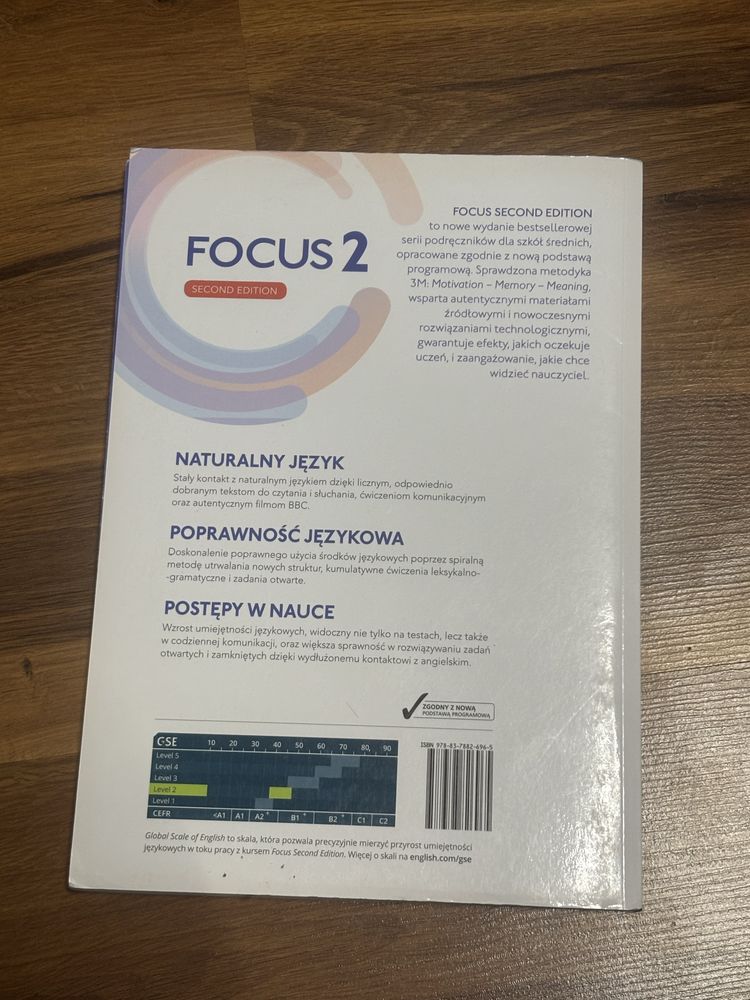 FOCUS 2
SECOND EDITION
FOCUS SECOND EDITION
to nowe wydanie bestsellerowej
serii podręczników dla szkół średnich,
opracowane zgodnie z nową podstawą
programową. Sprawdzona metodyka
3M: Motivation – Memory – Meaning,
wsparta autentycznymi materiałami
źródłowymi i nowoczesnymi
rozwiązaniami technologicznymi,
gwarantuje efekty, jakich oczekuje
uczeń, i zaangażowanie, jakie chce
widzieć nauczyciel.
NATURALNY JĘZYK
Stały kontakt z naturalnym językiem dzięki licznym, odpowiednio
dobranym tekstom do czytania i słuchania, ćwiczeniom komunikacyjnym
oraz autentycznym filmom BBC.
POPRAWNOŚĆ JĘZYKOWA
Doskonalenie poprawnego użycia środków językowych poprzez spiralną
metodę utrwalania nowych struktur, kumulatywne ćwiczenia leksykalno-
-gramatyczne i zadania otwarte.
POSTĘPY W NAUCE
Wzrost umiejętności językowych, widoczny nie tylko na testach, lecz także
w codziennej komunikacji, oraz większa sprawność w rozwiązywaniu zadań
otwartych i zamkniętych dzięki wydłużonemu kontaktowi z angielskim.
ZGODNY Z NOWĄ
PODSTAWĄ PROGRAMOWĄ
GSE 10 20 30 40 50 60 70 80 90
Level 5
Level 4
Level 3
Level 2
Level 1
CEFR <A1 A1 A2 + B1 + B2 + C1 C2
ISBN 978-83-7882-696-5
Global Scale of English to skala, która pozwala precyzyjnie mierzyć przyrost umiejętności
językowych w toku pracy z kursem Focus Second Edition. Więcej o skali na english.com/gse